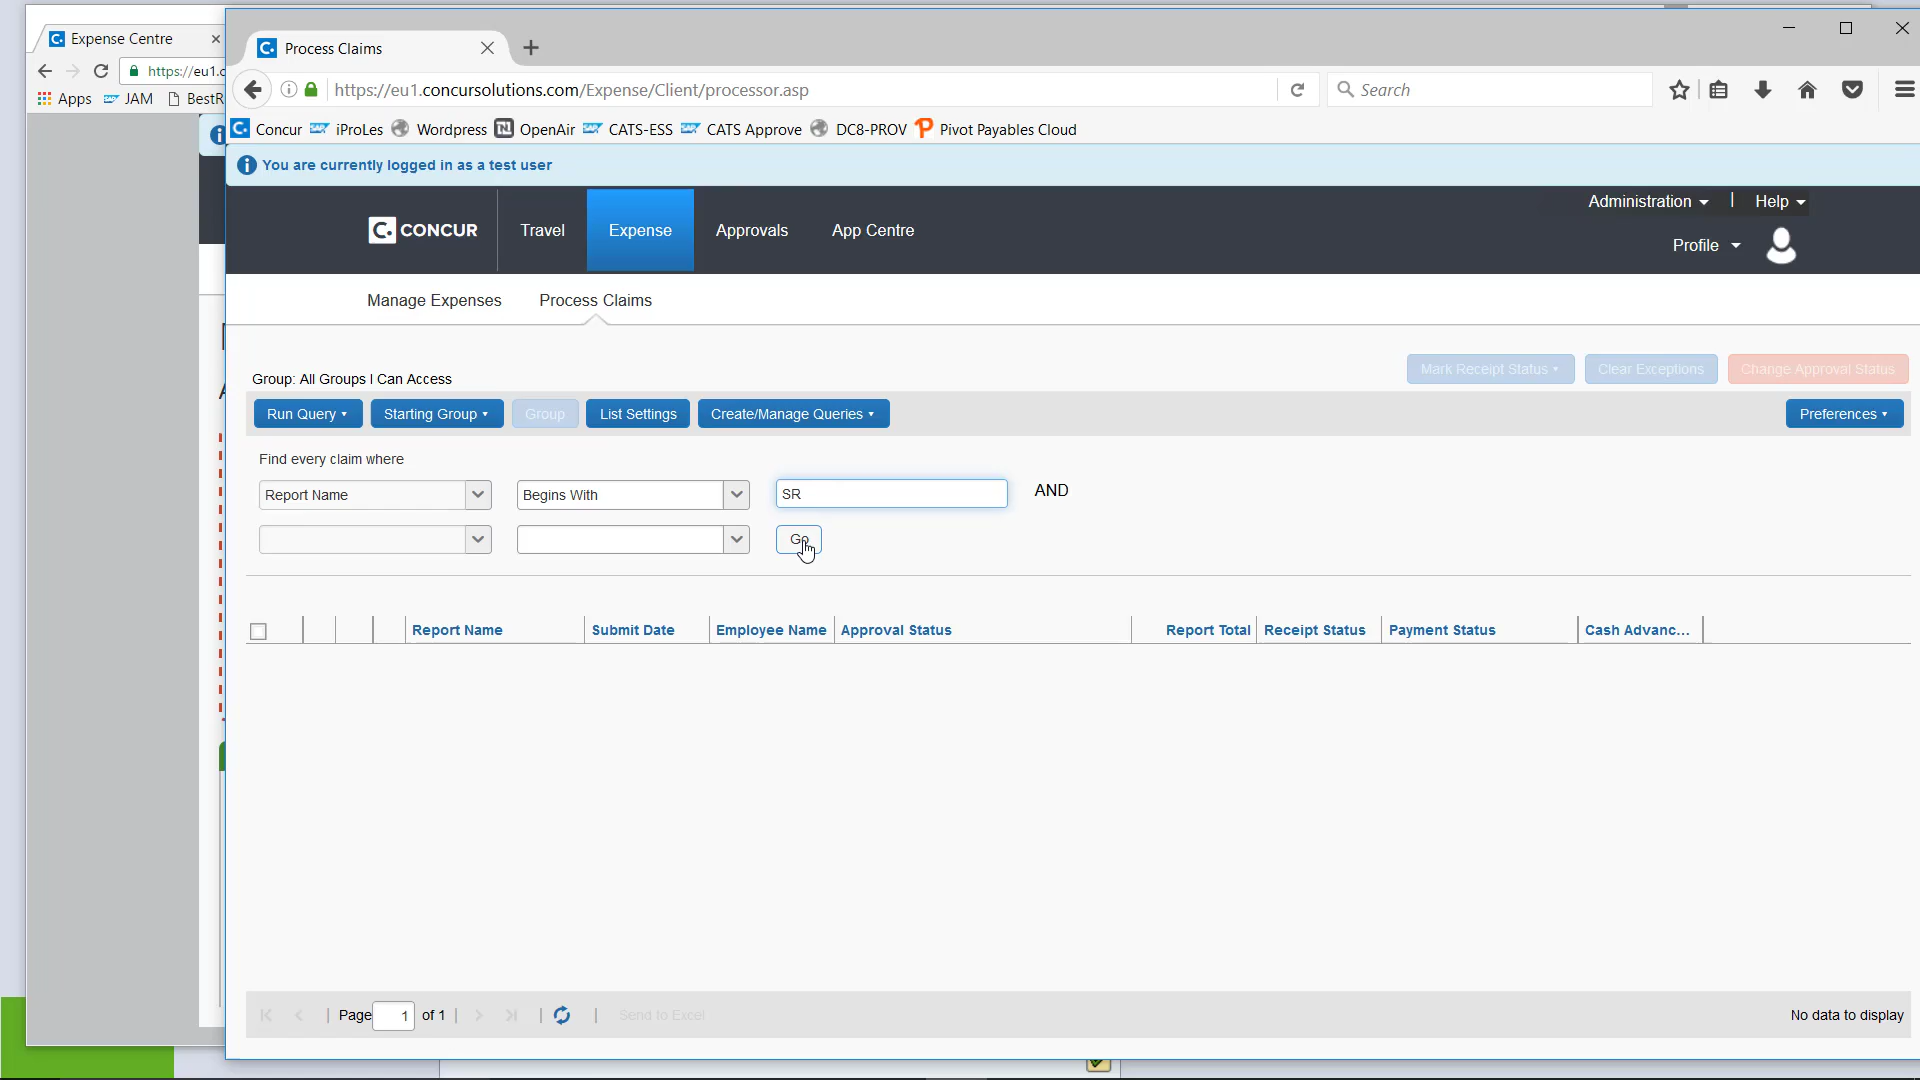 Expense Centre
https://eu1.c
Apps JAM BestR
Process Claims
https://eu1.concursolutions.com/Expense/Client/processor.asp
Search
Concur iProLes Wordpress OpenAir CATS-ESS CATS Approve DC8-PROV Pivot Payables Cloud
You are currently logged in as a test user
Administration | Help
CONCUR Travel Expense Approvals App Centre
Profile
Manage Expenses Process Claims
Mark Receipt Status Clear Exceptions Change Approval Status
Group: All Groups I Can Access
Run Query Starting Group Group List Settings Create/Manage Queries Preferences
Find every claim where
Report Name Begins With SR AND
Go
Report Name Submit Date Employee Name Approval Status Report Total Receipt Status Payment Status Cash Advanc...
Page 1 of 1 Send to Excel No data to display